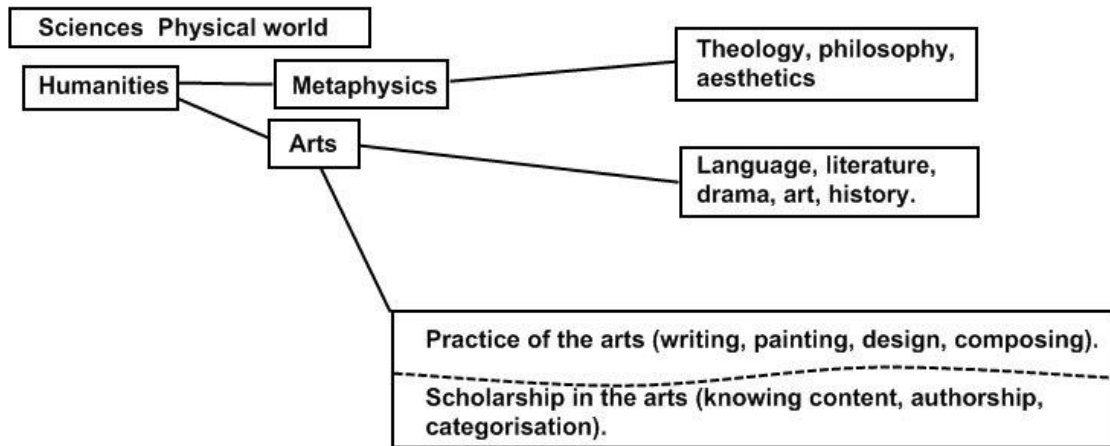 Sciences Physical world
Humanities
Metaphysics
Theology, philosophy,
aesthetics
Arts
Language, literature,
drama, art, history.
Practice of the arts (writing, painting, design, composing).
Scholarship in the arts (knowing content, authorship,
categorisation).